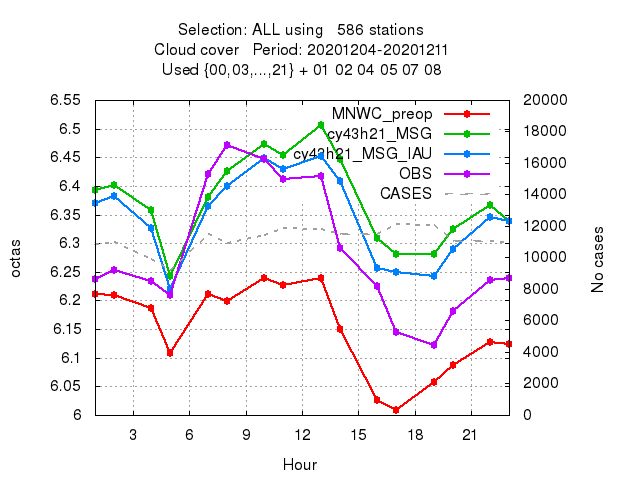 Selection: ALL using   586 stations
Cloud cover   Period: 20201204-20201211
Used {00,03,...,21} + 01 02 04 05 07 08
6.55
6.5
6.45
6.4
6.35
6.3
6.25
6.2
6.15
6.1
6.05
6
octas
MNWC_preop
cy43h21_MSG
cy43h21_MSG_IAU
OBS
CASES
20000
18000
16000
14000
12000
10000
8000
6000
4000
2000
0
No cases
3 6 9 12 15 18 21
Hour